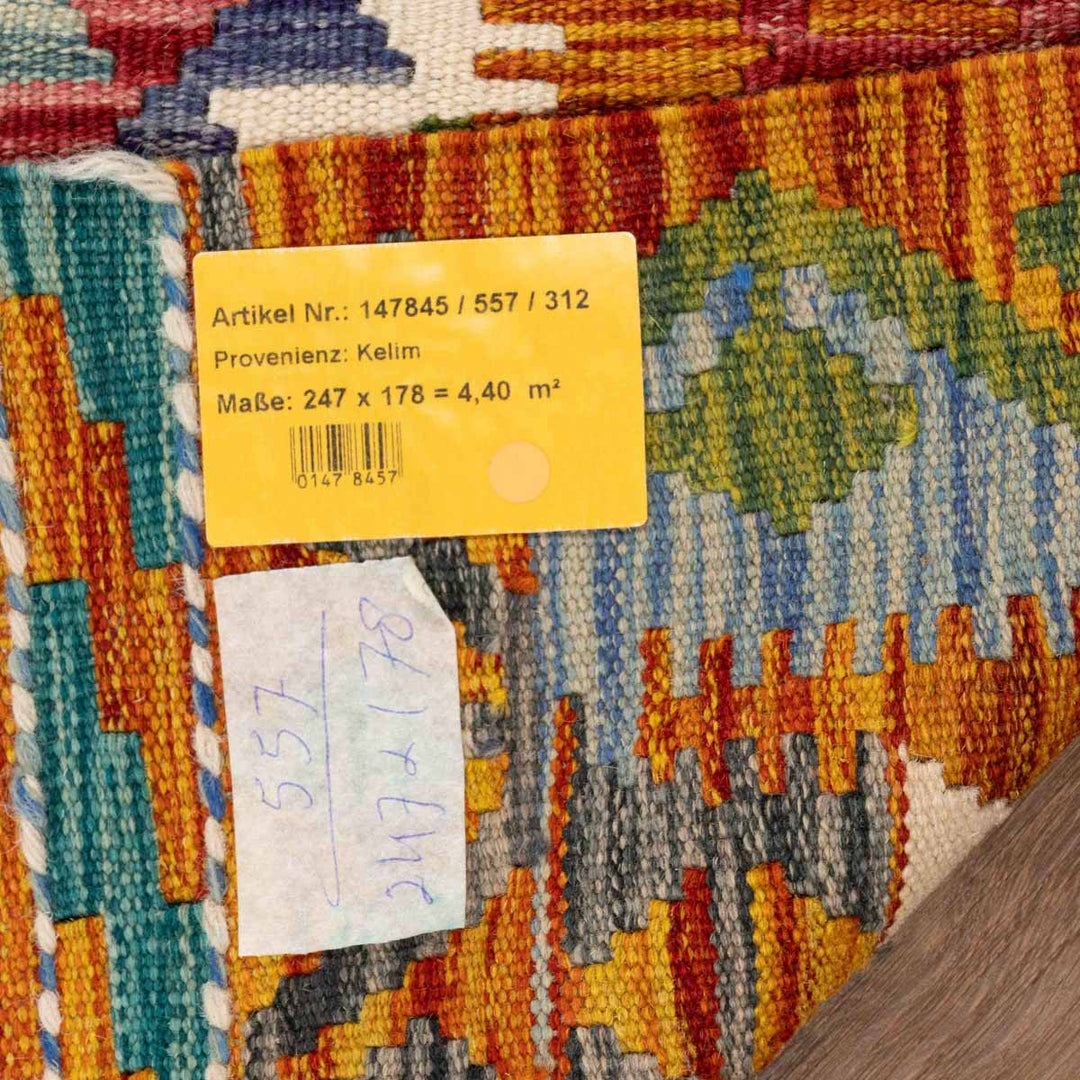 Artikel Nr.: 147845 / 557 / 312
Provenienz: Kelim
Maße: 247 x 178 = 4,40 m²
0147 8457
557
247 x 178